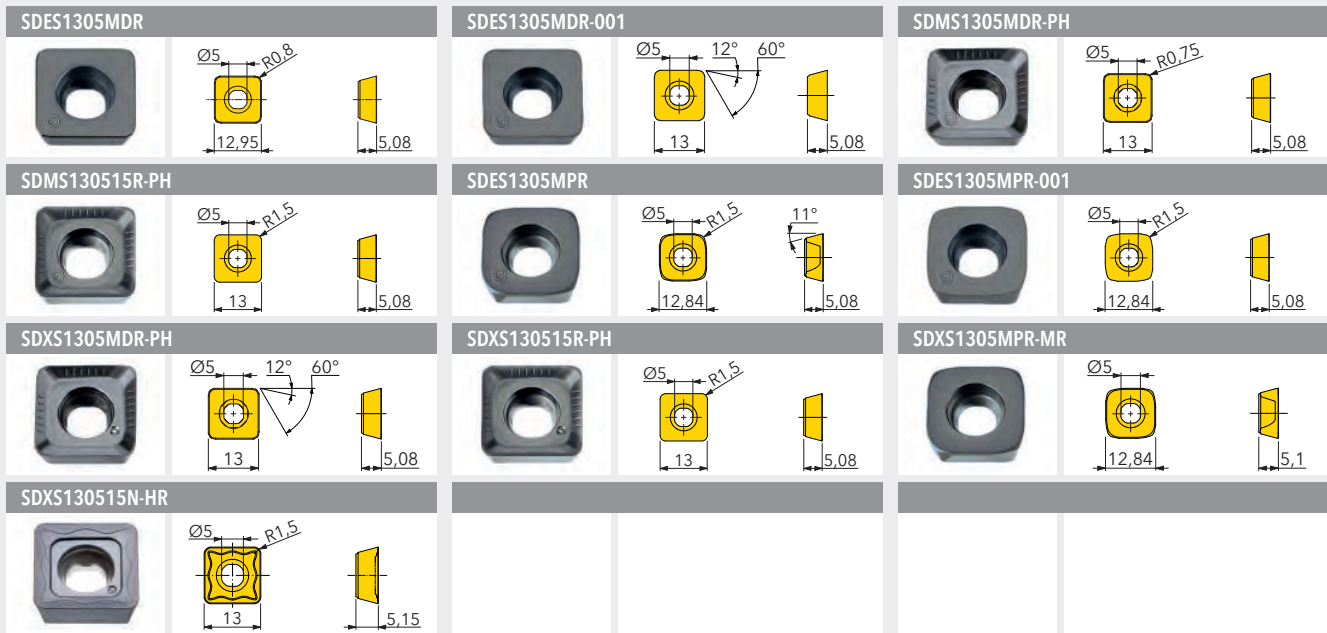 SDES1305MDR
Ø5
R0,8
12,95
5,08
SDES1305MDR-001
Ø5
12°
60°
13
5,08
SDMS1305MDR-PH
Ø5
R0,75
13
5,08
SDMS130515R-PH
Ø5
R1,5
13
5,08
SDES1305MPR
Ø5
R1,5
11°
12,84
5,08
SDES1305MPR-001
Ø5
R1,5
12,84
5,08
SDXS1305MDR-PH
Ø5
12°
60°
13
5,08
SDXS130515R-PH
Ø5
R1,5
13
5,08
SDXS1305MPR-MR
Ø5
12,84
5,1
SDXS130515N-HR
Ø5
R1,5
13
5,15